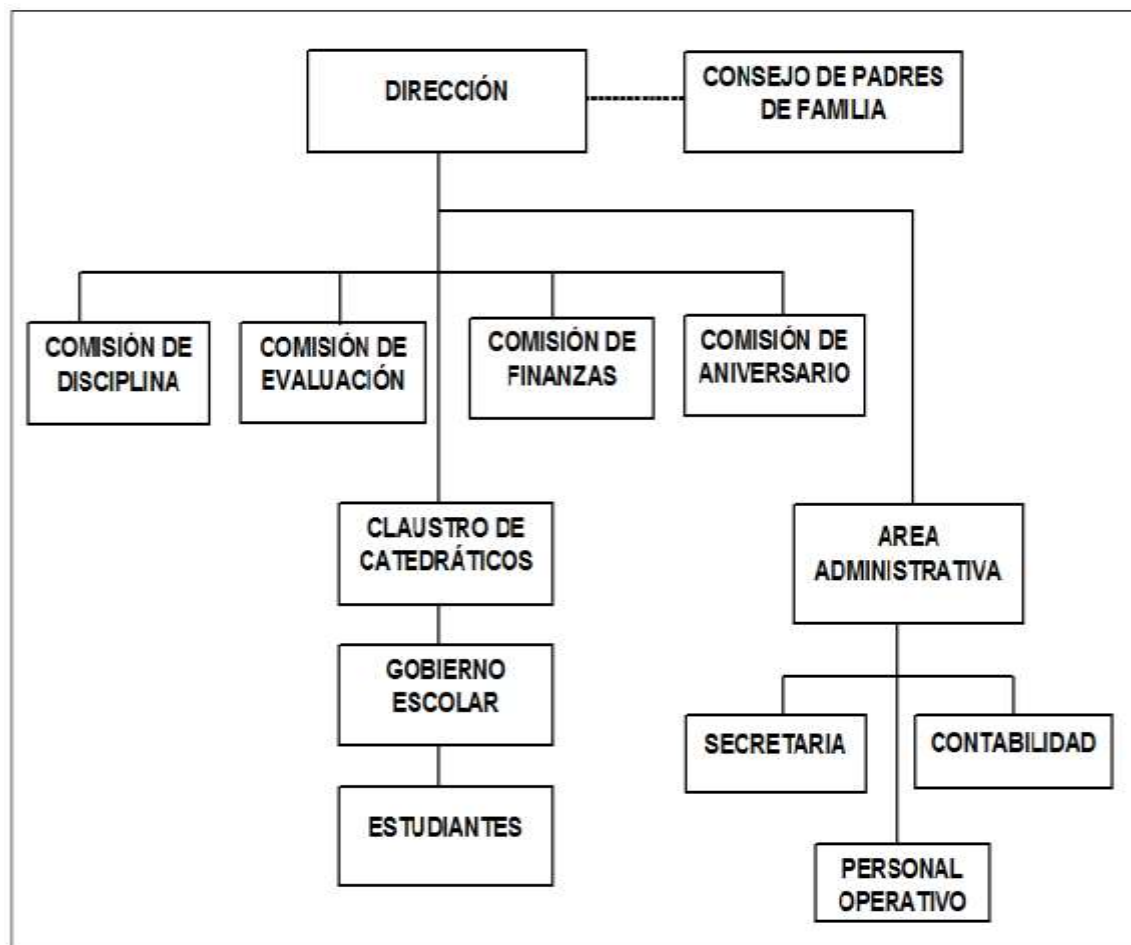 DIRECCIÓN
CONSEJO DE PADRES
DE FAMILIA
COMISIÓN DE
DISCIPLINA
COMISIÓN DE
EVALUACIÓN
COMISIÓN DE
FINANZAS
COMISIÓN DE
ANIVERSARIO
CLAUSTRO DE
CATEDRÁTICOS
AREA
ADMINISTRATIVA
GOBIERNO
ESCOLAR
SECRETARIA
CONTABILIDAD
ESTUDIANTES
PERSONAL
OPERATIVO